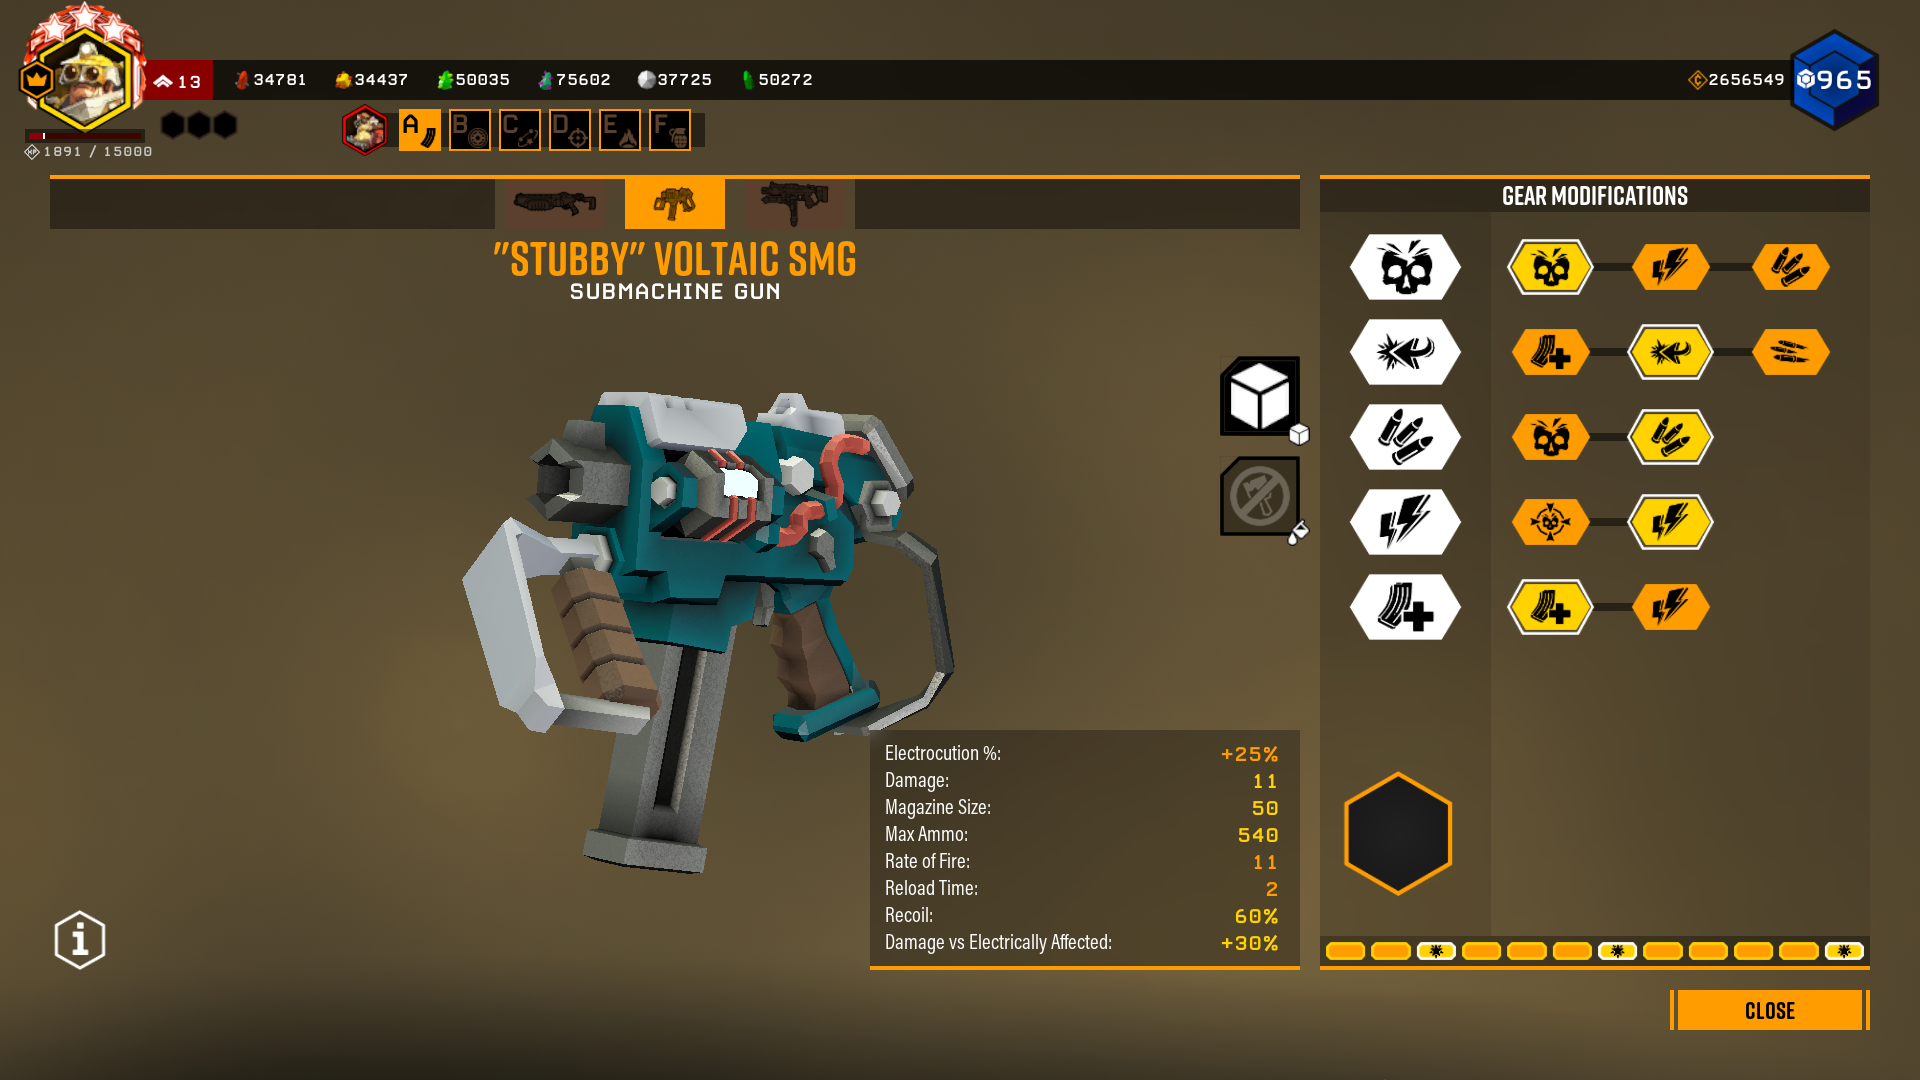 13 34781 34437 50035 75602 37725 50272 2656549 965
1891 / 15000
A B C D E F
GEAR MODIFICATIONS
"STUBBY" VOLTAIC SMG
SUBMACHINE GUN
Electrocution %: +25%
Damage: 11
Magazine Size: 50
Max Ammo: 540
Rate of Fire: 11
Reload Time: 2
Recoil: 60%
Damage vs Electrically Affected: +30%
CLOSE